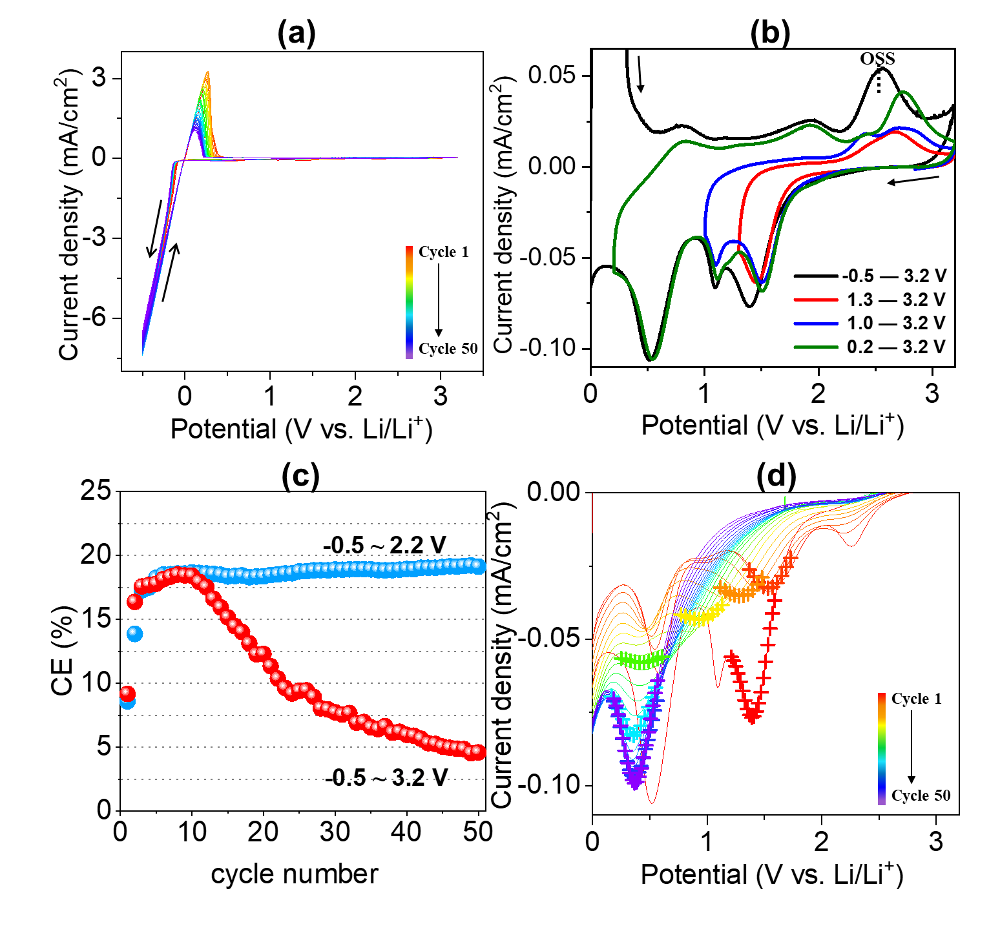 (a)
Current density (mA/cm²)
3
0
-3
-6
Cycle 1
Cycle 50
0 1 2 3
Potential (V vs. Li/Li⁺)
(b)
Current density (mA/cm²)
0.05
0.00
-0.05
-0.10
OSS
-0.5 — 3.2 V
1.3 — 3.2 V
1.0 — 3.2 V
0.2 — 3.2 V
0 1 2 3
Potential (V vs. Li/Li⁺)
(c)
CE (%)
25
20
15
10
5
0
-0.5 ~ 2.2 V
-0.5 ~ 3.2 V
0 10 20 30 40 50
cycle number
(d)
Current density (mA/cm²)
0.00
-0.05
-0.10
Cycle 1
Cycle 50
0 1 2 3
Potential (V vs. Li/Li⁺)